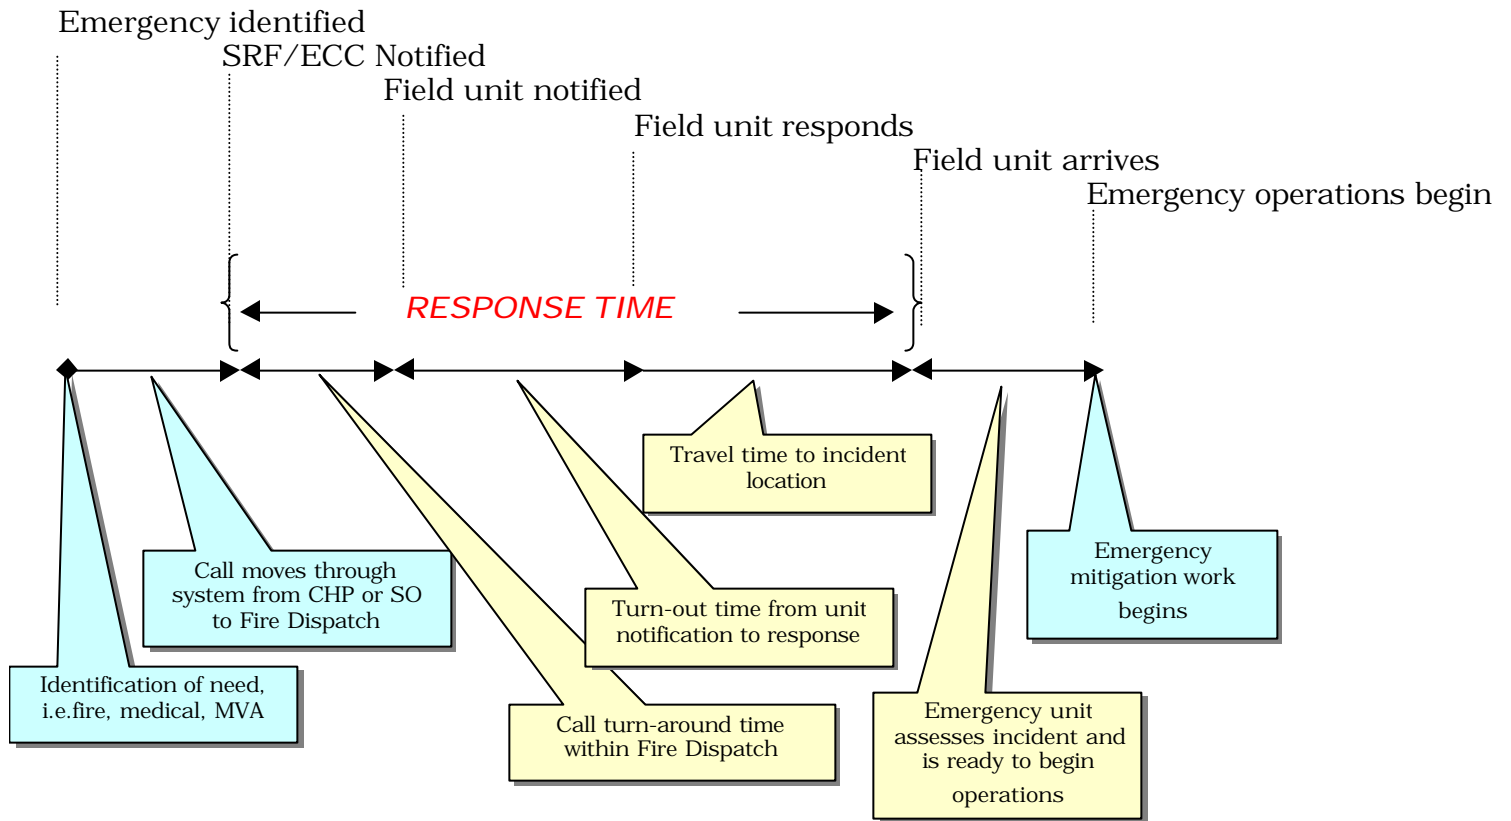 Emergency identified
SRF/ECC Notified
Field unit notified
Field unit responds
Field unit arrives
Emergency operations begin
RESPONSE TIME
Travel time to incident
location
Call moves through
system from CHP or SO
to Fire Dispatch
Emergency
mitigation work
begins
Turn-out time from unit
notification to response
Identification of need,
i.e.fire, medical, MVA
Call turn-around time
within Fire Dispatch
Emergency unit
assesses incident and
is ready to begin
operations